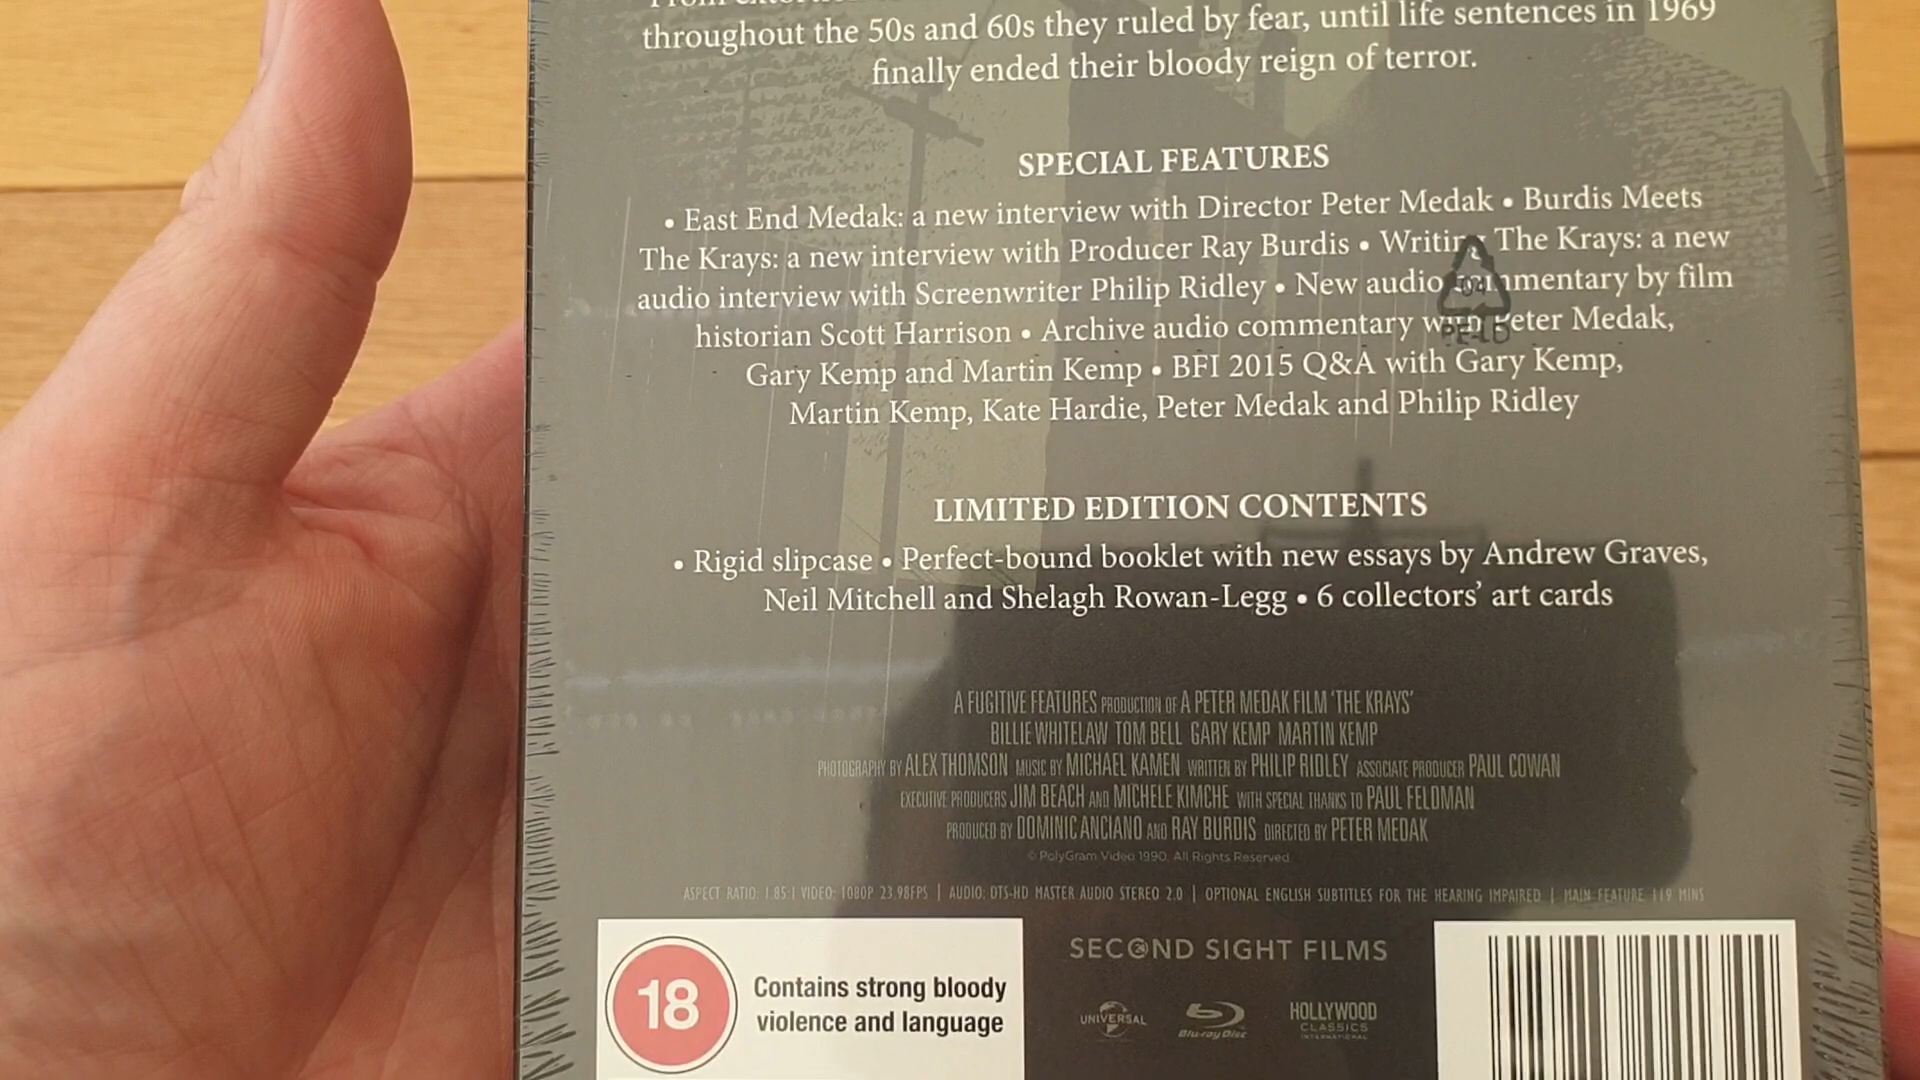 throughout the 50s and 60s they ruled by fear, until life sentences in 1969
finally ended their bloody reign of terror.
SPECIAL FEATURES
• East End Medak: a new interview with Director Peter Medak • Burdis Meets
The Krays: a new interview with Producer Ray Burdis • Writing The Krays: a new
audio interview with Screenwriter Philip Ridley • New audio commentary by film
historian Scott Harrison • Archive audio commentary with Peter Medak,
Gary Kemp and Martin Kemp • BFI 2015 Q&A with Gary Kemp,
Martin Kemp, Kate Hardie, Peter Medak and Philip Ridley
PE-LD
LIMITED EDITION CONTENTS
• Rigid slipcase • Perfect-bound booklet with new essays by Andrew Graves,
Neil Mitchell and Shelagh Rowan-Legg • 6 collectors' art cards
A FUGITIVE FEATURES PRODUCTION OF A PETER MEDAK FILM 'THE KRAYS'
BILLIE WHITELAW TOM BELL GARY KEMP MARTIN KEMP
PHOTOGRAPHY BY ALEX THOMSON MUSIC BY MICHAEL KAMEN WRITTEN BY PHILIP RIDLEY ASSOCIATE PRODUCER PAUL COWAN
EXECUTIVE PRODUCERS JIM BEACH AND MICHELE KIMCHE WITH SPECIAL THANKS TO PAUL FELDMAN
PRODUCED BY DOMINIC ANCIANO AND RAY BURDIS DIRECTED BY PETER MEDAK
© PolyGram Video 1990. All Rights Reserved.
ASPECT RATIO: 1.85:1 VIDEO: 1080P 23.98FPS | AUDIO: DTS-HD MASTER AUDIO STEREO 2.0 | OPTIONAL ENGLISH SUBTITLES FOR THE HEARING IMPAIRED | MAIN FEATURE 119 MINS
18
Contains strong bloody
violence and language
SECOND SIGHT FILMS
UNIVERSAL
Blu-ray Disc
HOLLYWOOD
CLASSICS
INTERNATIONAL